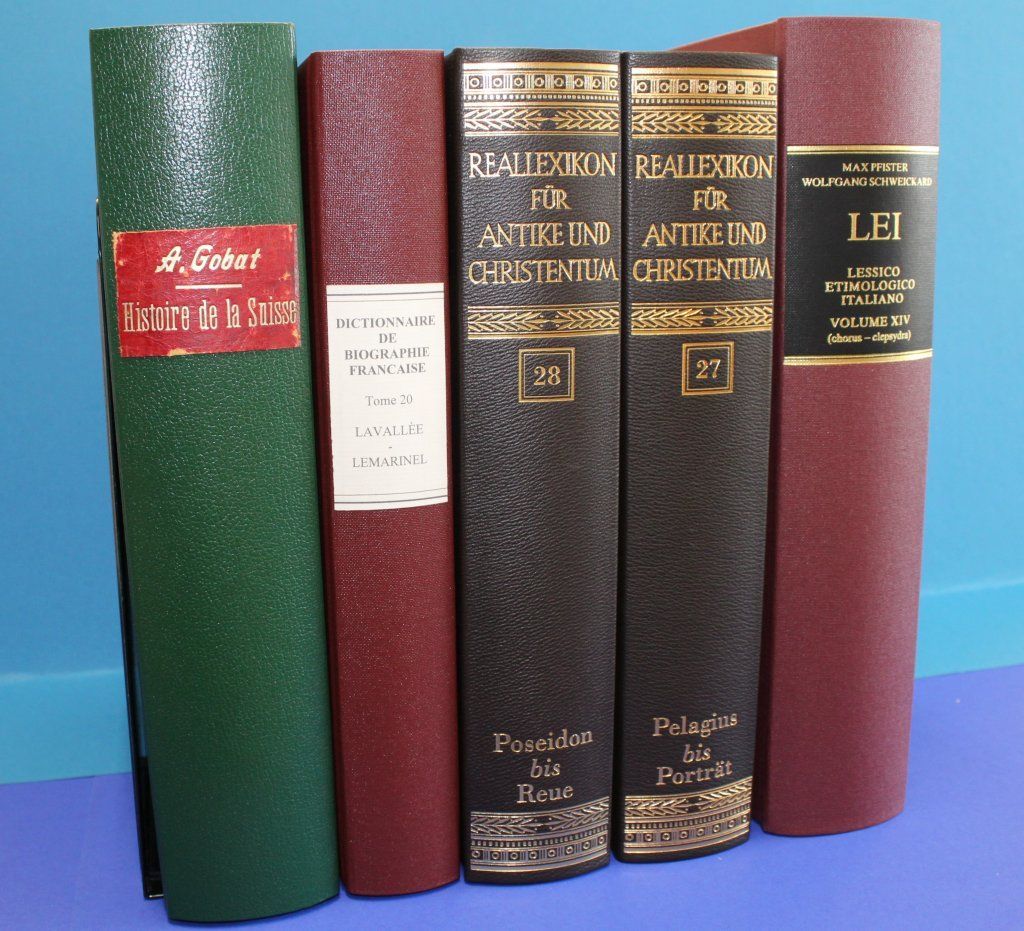 A. Gobat
Histoire de la Suisse
DICTIONNAIRE
DE
BIOGRAPHIE
FRANCAISE
Tome 20
LAVALLÉE
-
LEMARINEL
REALLEXIKON
FÜR
ANTIKE UND
CHRISTENTUM
28
Poseidon
bis
Reue
REALLEXIKON
FÜR
ANTIKE UND
CHRISTENTUM
27
Pelagius
bis
Porträt
MAX PFISTER
WOLFGANG SCHWEICKARD
LEI
LESSICO
ETIMOLOGICO
ITALIANO
VOLUME XIV
(chorus – clepsydra)